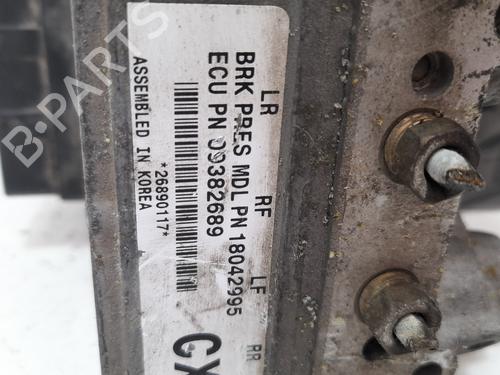 LR RF LF RR
BRK PRES MDL PN 18042995
ECU PN 09382689
*26890117*
ASSEMBLED IN KOREA
CX
B-PARTS